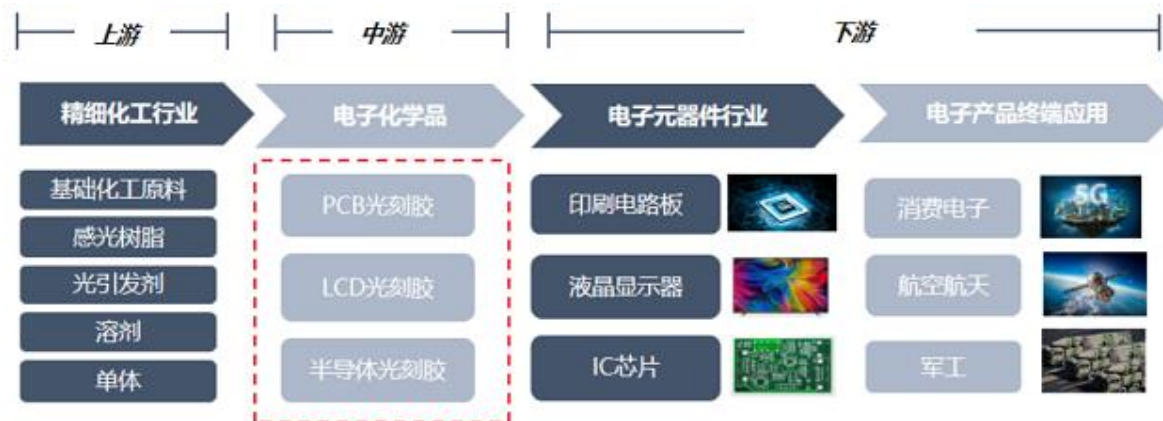 上游
中游
下游
精细化工行业
电子化学品
电子元器件行业
电子产品终端应用
基础化工原料
感光树脂
光引发剂
溶剂
单体
PCB光刻胶
LCD光刻胶
半导体光刻胶
印刷电路板
液晶显示器
IC芯片
消费电子
航空航天
军工
5G